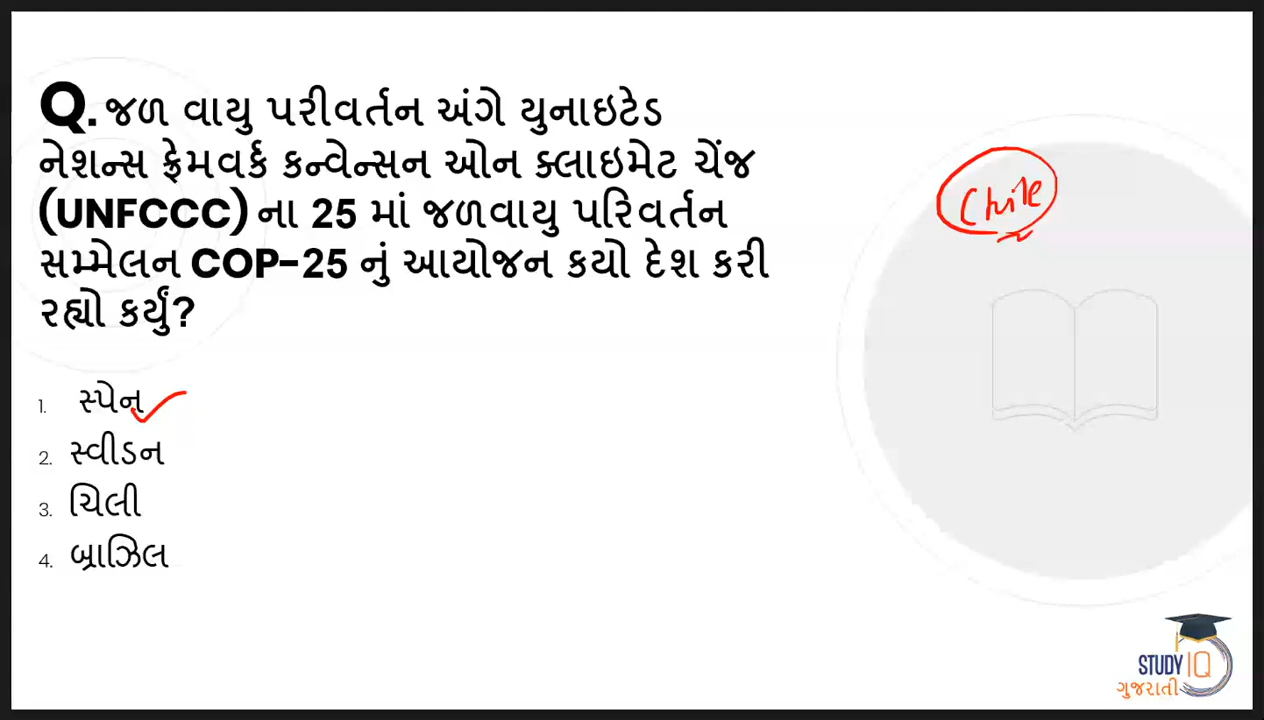 Q. જળ વાયુ પરીવર્તન અંગે યુનાઇટેડ
નેશન્સ ફ્રેમવર્ક કન્વેન્સન ઓન ક્લાઇમેટ ચેંજ
(UNFCCC) ના 25 માં જળવાયુ પરિવર્તન
સમ્મેલન COP-25 નું આયોજન કયો દેશ કરી
રહ્યો કર્યું?
Chile
1. સ્પેન
2. સ્વીડન
3. ચિલી
4. બ્રાઝિલ
STUDY IQ
ગુજરાતી